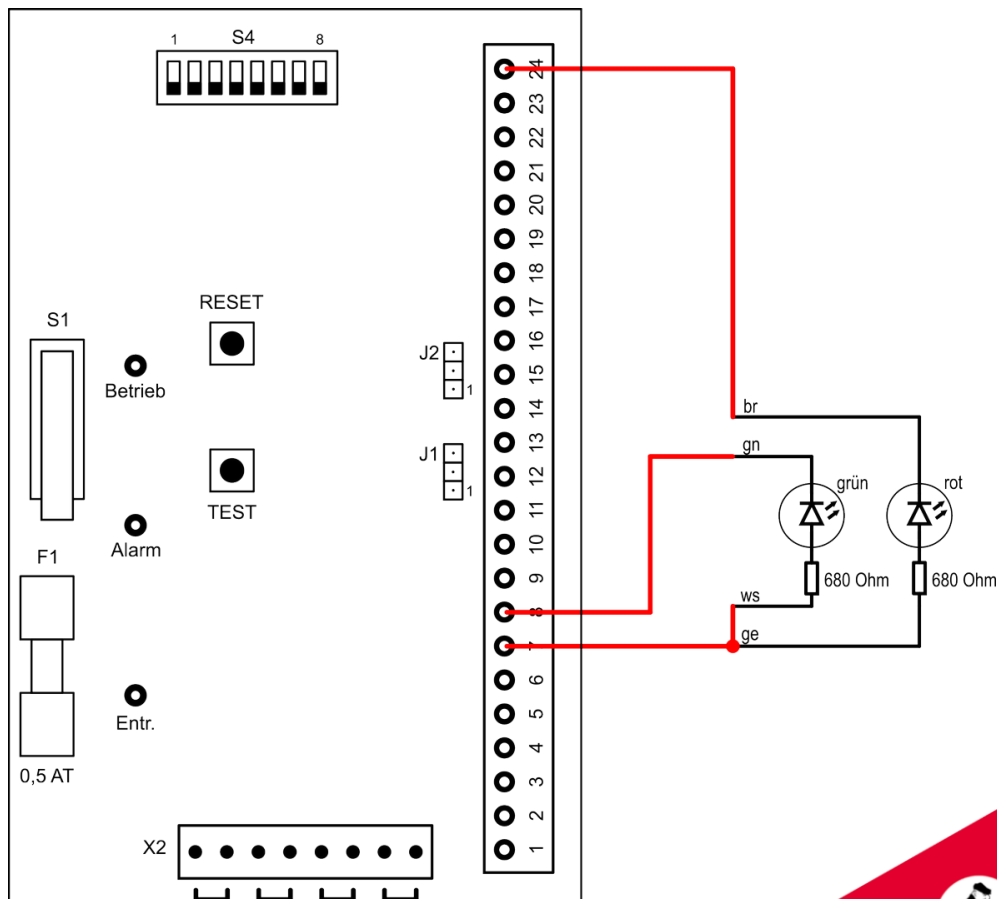 S4
1 8
24
23
22
21
20
19
18
17
16
15
14
13
12
11
10
9
8
7
6
5
4
3
2
1
RESET
S1
Betrieb
J2
1
J1
1
TEST
Alarm
F1
Entr.
0,5 AT
X2
br
gn
grün
rot
680 Ohm
680 Ohm
ws
ge